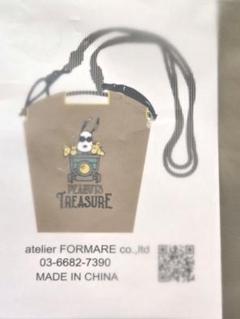 PEANUTS
TREASURE
atelier FORMARE co.,ltd
03-6682-7390
MADE IN CHINA